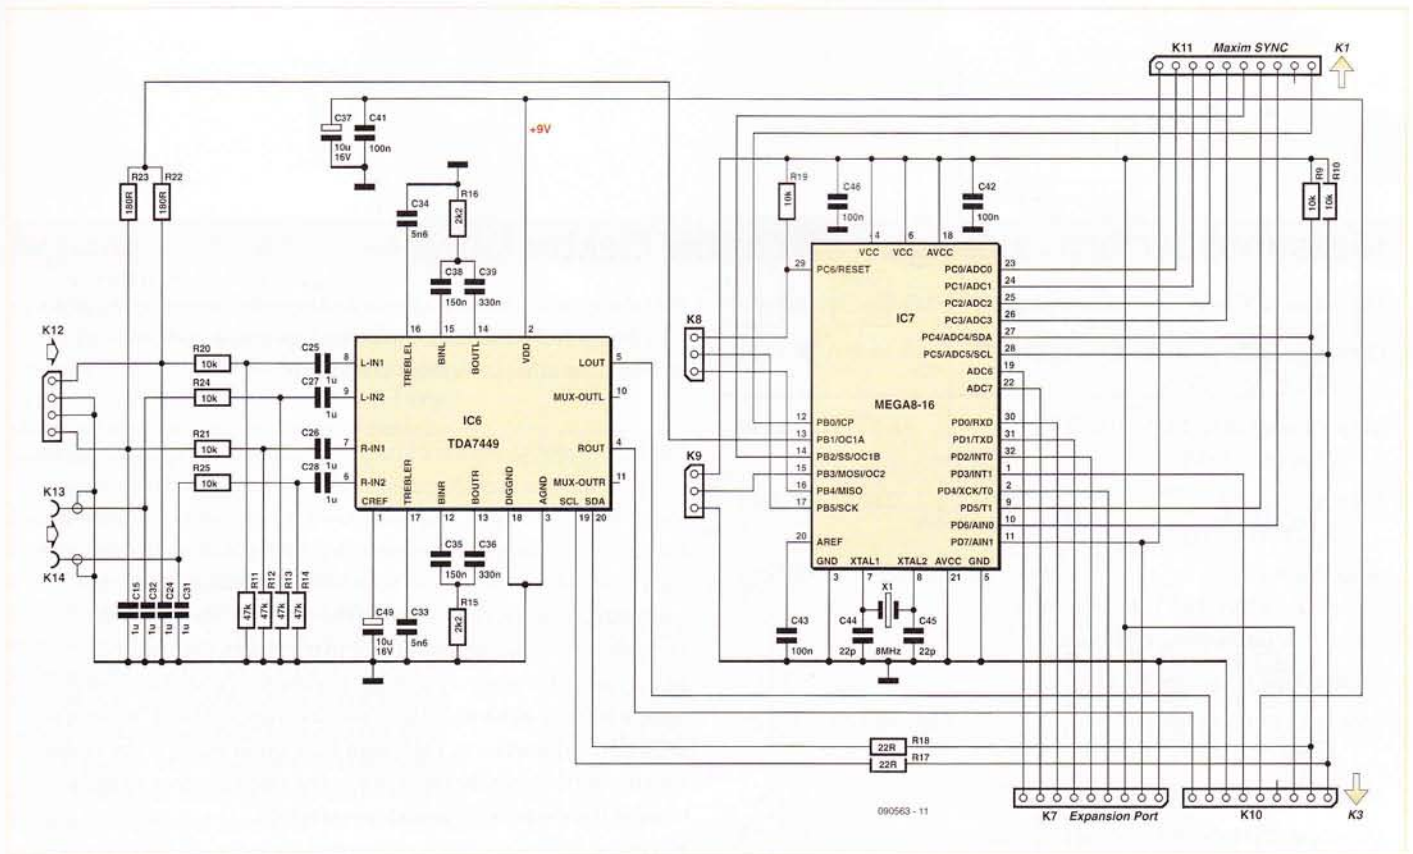 K11 Maxim SYNC K1
C37
10u
16V
C41
100n
+9V
R23
180R
R22
180R
C34
5n6
R16
2k2
C38
150n
C39
330n
R19
10k
C46
100n
C42
100n
R9
10k
R10
10k
4 6 18
VCC VCC AVCC
29 PC6/RESET
PC0/ADC0 23
PC1/ADC1 24
PC2/ADC2 25
PC3/ADC3 26
PC4/ADC4/SDA 27
PC5/ADC5/SCL 28
ADC6 19
ADC7 22
IC7
MEGA8-16
12 PB0/ICP
13 PB1/OC1A
14 PB2/SS/OC1B
15 PB3/MOSI/OC2
16 PB4/MISO
17 PB5/SCK
20 AREF
PD0/RXD 30
PD1/TXD 31
PD2/INT0 32
PD3/INT1 1
PD4/XCK/T0 2
PD5/T1 9
PD6/AIN0 10
PD7/AIN1 11
GND XTAL1 XTAL2 AVCC GND
3 7 8 21 5
K8
K9
K12
K13
K14
R20
10k
R24
10k
R21
10k
R25
10k
C25
1u
C27
1u
C26
1u
C28
1u
16 15 14 2
TREBLEL BINL BOUTL VDD
8 L-IN1
9 L-IN2
7 R-IN1
6 R-IN2
IC6
TDA7449
LOUT 5
MUX-OUTL 10
ROUT 4
MUX-OUTR 11
CREF TREBLER BINR BOUTR DIGGND AGND SCL SDA
1 17 12 13 18 3 19 20
C35
150n
C36
330n
R15
2k2
C49
10u
16V
C33
5n6
C15
1u
C32
1u
C24
1u
C31
1u
R11
47k
R12
47k
R13
47k
R14
47k
C43
100n
C44
22p
X1
8MHz
C45
22p
22R R18
22R R17
090563 - 11
K7 Expansion Port
K10
K3